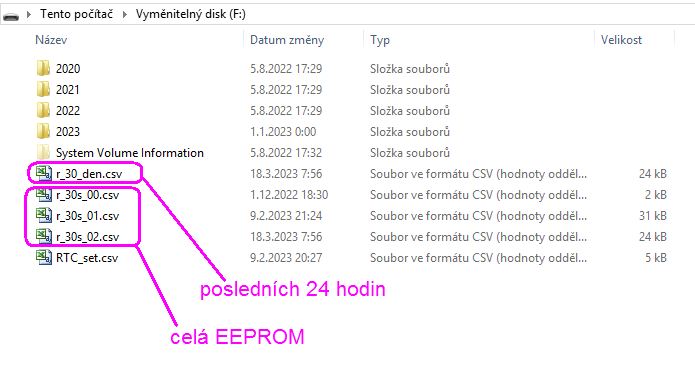 Tento počítač Vyměnitelný disk (F:)
Název Datum změny Typ Velikost
2020 5.8.2022 17:29 Složka souborů
2021 5.8.2022 17:29 Složka souborů
2022 5.8.2022 17:29 Složka souborů
2023 1.1.2023 0:00 Složka souborů
System Volume Information 5.8.2022 17:32 Složka souborů
r_30_den.csv 18.3.2023 7:56 Soubor ve formátu CSV (hodnoty odděl... 24 kB
r_30s_00.csv 1.12.2022 18:30 Soubor ve formátu CSV (hodnoty odděl... 2 kB
r_30s_01.csv 9.2.2023 21:24 Soubor ve formátu CSV (hodnoty odděl... 31 kB
r_30s_02.csv 18.3.2023 7:56 Soubor ve formátu CSV (hodnoty odděl... 24 kB
RTC_set.csv 9.2.2023 20:27 Soubor ve formátu CSV (hodnoty odděl... 5 kB
posledních 24 hodin
celá EEPROM